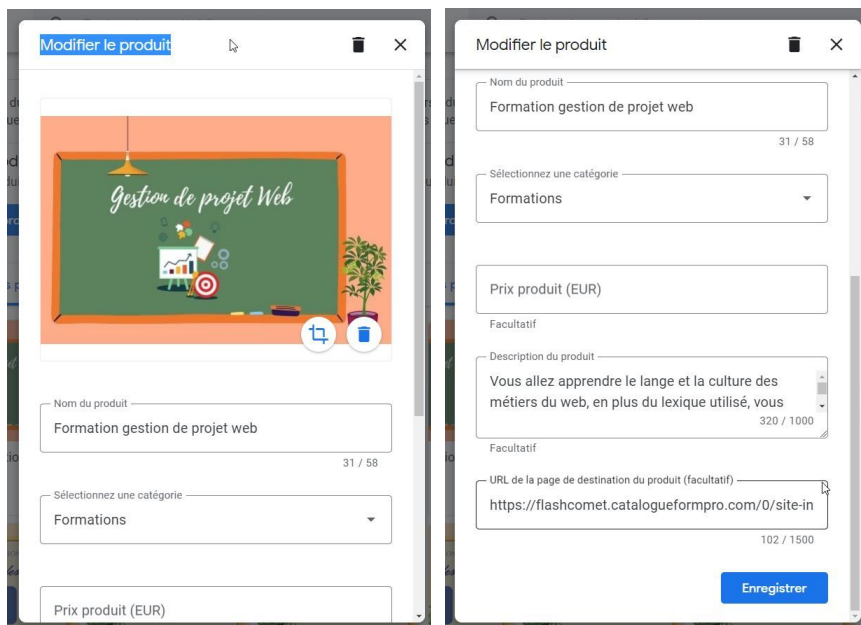 Modifier le produit
Gestion de projet Web
Nom du produit
Formation gestion de projet web
31 / 58
Sélectionnez une catégorie
Formations
Prix produit (EUR)
Modifier le produit
Nom du produit
Formation gestion de projet web
31 / 58
Sélectionnez une catégorie
Formations
Prix produit (EUR)
Facultatif
Description du produit
Vous allez apprendre le lange et la culture des
métiers du web, en plus du lexique utilisé, vous
320 / 1000
Facultatif
URL de la page de destination du produit (facultatif)
https://flashcomet.catalogueformpro.com/0/site-in
102 / 1500
Enregistrer